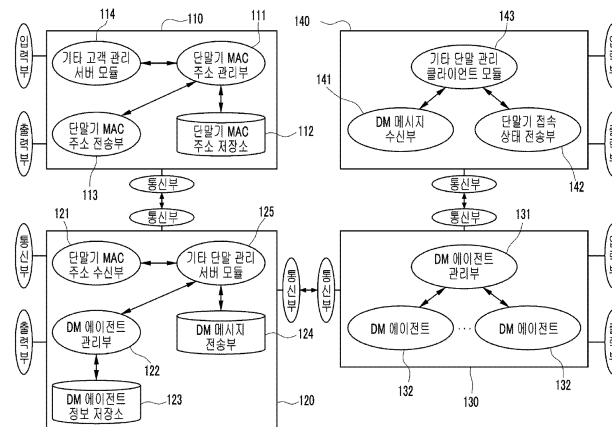 110
114
111
기타 고객 관리
서버 모듈
단말기 MAC
주소 관리부
단말기 MAC
주소 전송부
단말기 MAC
주소 저장소
112
113
입력부
출력부
140
143
기타 단말 관리
클라이언트 모듈
141
DM 메시지
수신부
단말기 접속
상태 전송부
142
통신부
통신부
통신부
통신부
121
125
단말기 MAC
주소 수신부
기타 단말 관리
서버 모듈
DM 에이전트
관리부
122
DM 메시지
전송부
124
DM 에이전트
정보 저장소
123
120
통신부
출력부
통신부
통신부
131
DM 에이전트
관리부
DM 에이전트
...
DM 에이전트
132
132
130